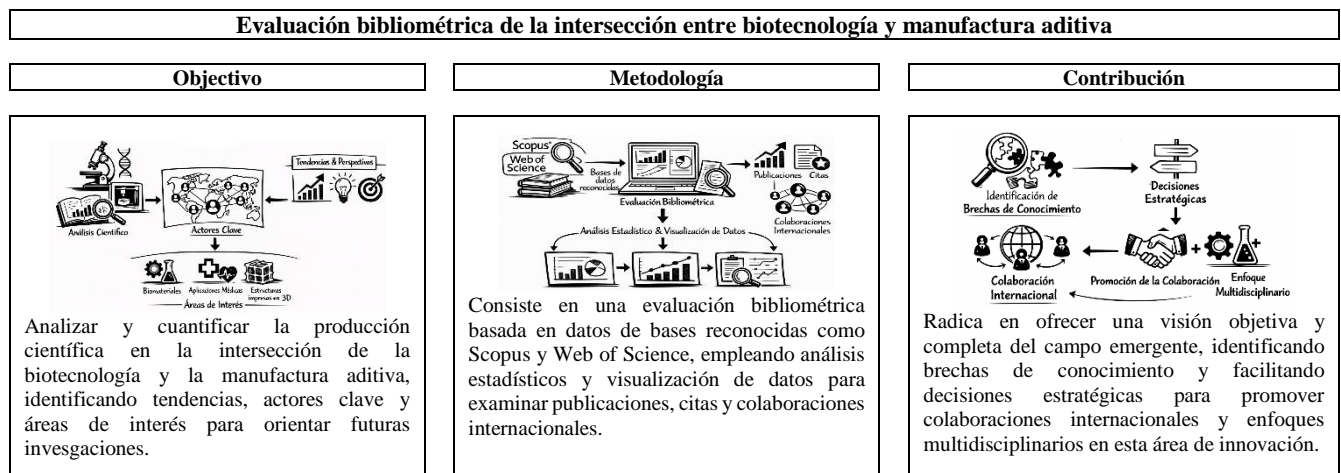 Evaluación bibliométrica de la intersección entre biotecnología y manufactura aditiva
Objectivo
Tendencias & Perspectivas
Análisis Científico
Actores Clave
Biomateriales
Aplicaciones Médicas
Estructuras
impresas en 3D
Áreas de Interés
Analizar y cuantificar la producción
científica en la intersección de la
biotecnología y la manufactura aditiva,
identificando tendencias, actores clave y
áreas de interés para orientar futuras
invesgaciones.
Metodología
Scopus
Web of
Science
Bases de
datos
reconocidas
Evaluación Bibliométrica
Publicaciones
Citas
Colaboraciones
Internacionales
Análisis Estadístico & Visualización de Datos
Consiste en una evaluación bibliométrica
basada en datos de bases reconocidas como
Scopus y Web of Science, empleando análisis
estadísticos y visualización de datos para
examinar publicaciones, citas y colaboraciones
internacionales.
Contribución
Identificación de
Brechas de Conocimiento
Decisiones
Estratégicas
Colaboración
Internacional
Promoción de la Colaboración
+
+
Enfoque
Multidisciplinario
Radica en ofrecer una visión objetiva y
completa del campo emergente, identificando
brechas de conocimiento y facilitando
decisiones estratégicas para promover
colaboraciones internacionales y enfoques
multidisciplinarios en esta área de innovación.